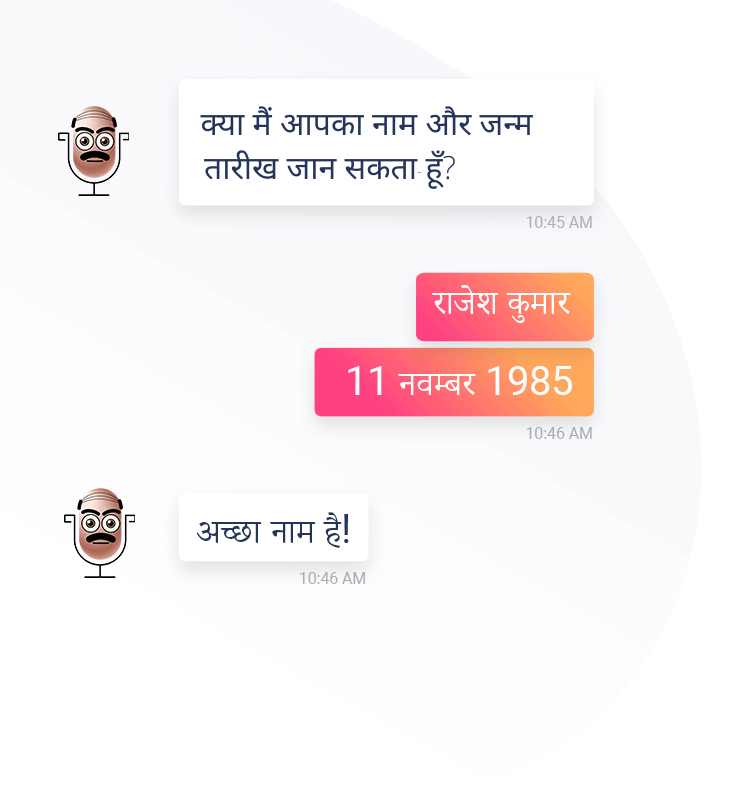 क्या मैं आपका नाम और जन्म
तारीख जान सकता हूँ?
10:45 AM
राजेश कुमार
11 नवम्बर 1985
10:46 AM
अच्छा नाम है!
10:46 AM